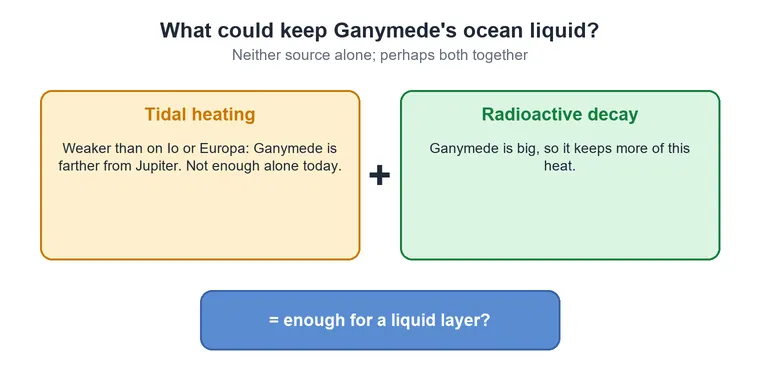 What could keep Ganymede's ocean liquid?
Neither source alone; perhaps both together
Tidal heating
Weaker than on Io or Europa: Ganymede is
farther from Jupiter. Not enough alone today.
+
Radioactive decay
Ganymede is big, so it keeps more of this
heat.
= enough for a liquid layer?